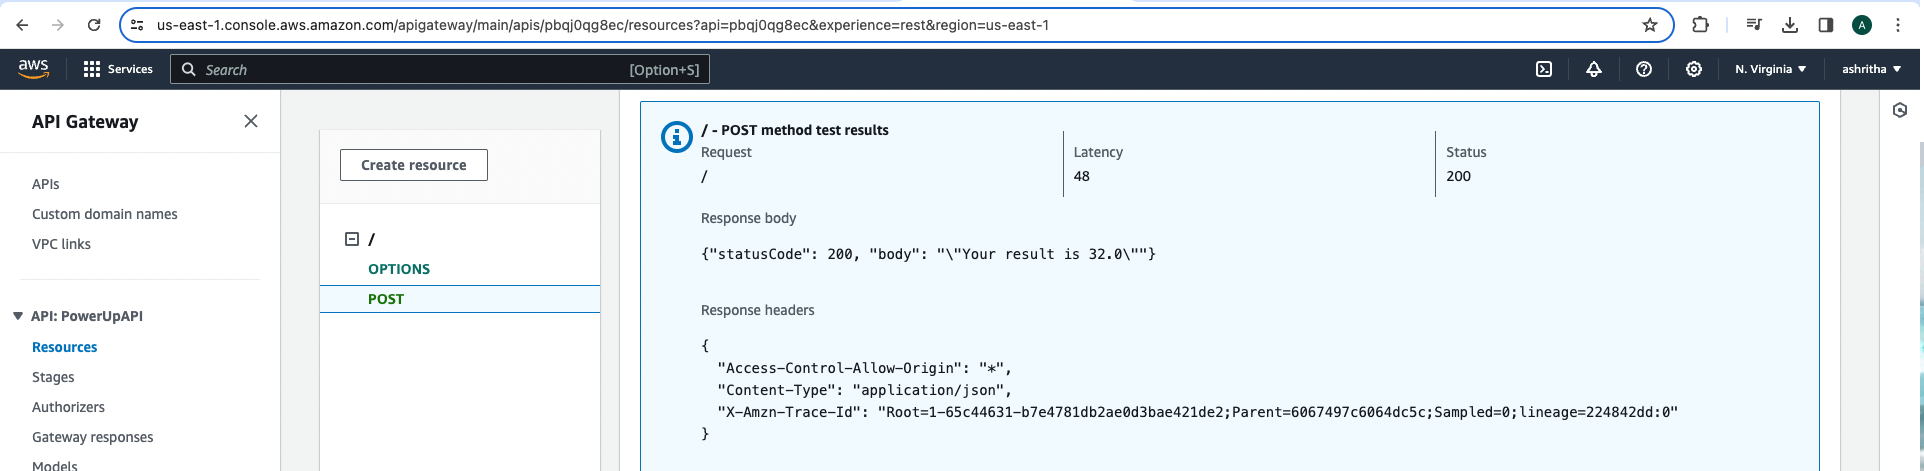 us-east-1.console.aws.amazon.com/apigateway/main/apis/pbqj0qg8ec/resources?api=pbqj0qg8ec&experience=rest&region=us-east-1
A
aws
Services
Search
[Option+S]
N. Virginia
ashritha
API Gateway
APIs
Custom domain names
VPC links
API: PowerUpAPI
Resources
Stages
Authorizers
Gateway responses
Models
Create resource
/
OPTIONS
POST
/ - POST method test results
Request
/
Latency
48
Status
200
Response body
{"statusCode": 200, "body": "\"Your result is 32.0\""}
Response headers
{
"Access-Control-Allow-Origin": "*",
"Content-Type": "application/json",
"X-Amzn-Trace-Id": "Root=1-65c44631-b7e4781db2ae0d3bae421de2;Parent=6067497c6064dc5c;Sampled=0;lineage=224842dd:0"
}